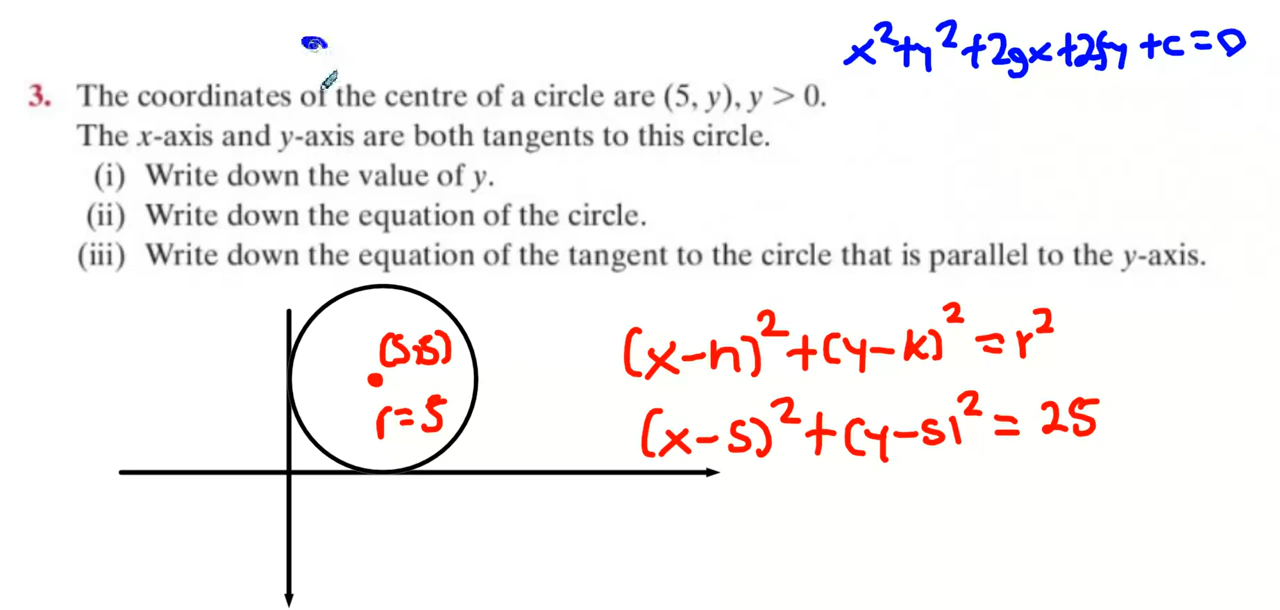 x²+y²+2gx+2fy+c=0
3. The coordinates of the centre of a circle are (5, y), y > 0.
The x-axis and y-axis are both tangents to this circle.
(i) Write down the value of y.
(ii) Write down the equation of the circle.
(iii) Write down the equation of the tangent to the circle that is parallel to the y-axis.
(5,5)
r=5
(x-h)²+(y-k)²=r²
(x-5)²+(y-5)²=25